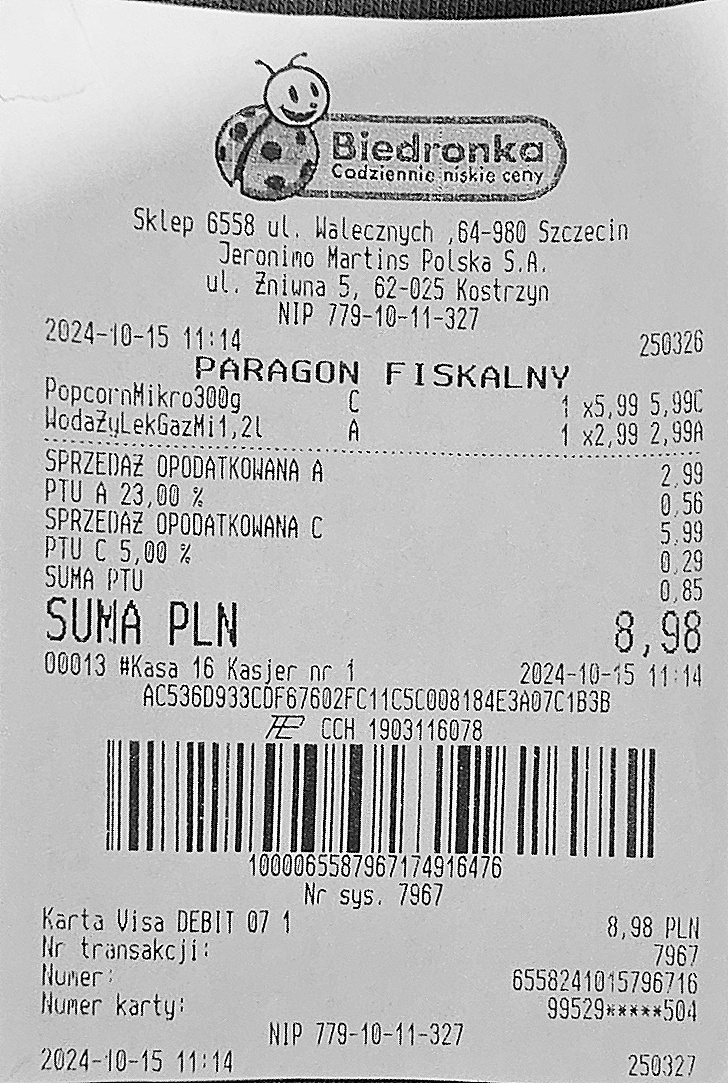 Biedronka
Codziennie niskie ceny
Sklep 6558 ul. Walecznych ,64-980 Szczecin
Jeronimo Martins Polska S.A.
ul. Żniwna 5, 62-025 Kostrzyn
NIP 779-10-11-327
2024-10-15 11:14 250326
PARAGON FISKALNY
PopcornMikro300g C 1 x5,99 5,99C
WodaŻyLekGazMi1,2l A 1 x2,99 2,99A
SPRZEDAŻ OPODATKOWANA A 2,99
PTU A 23,00 % 0,56
SPRZEDAŻ OPODATKOWANA C 5,99
PTU C 5,00 % 0,29
SUMA PTU 0,85
SUMA PLN 8,98
00013 #Kasa 16 Kasjer nr 1 2024-10-15 11:14
AC536D933CDF67602FC11C5C008184E3A07C1B3B
CCH 1903116078
1000065587967174916476
Nr sys. 7967
Karta Visa DEBIT 07 1 8,98 PLN
Nr transakcji: 7967
Numer: 6558241015796716
Numer karty: 99529*****504
NIP 779-10-11-327
2024-10-15 11:14 250327